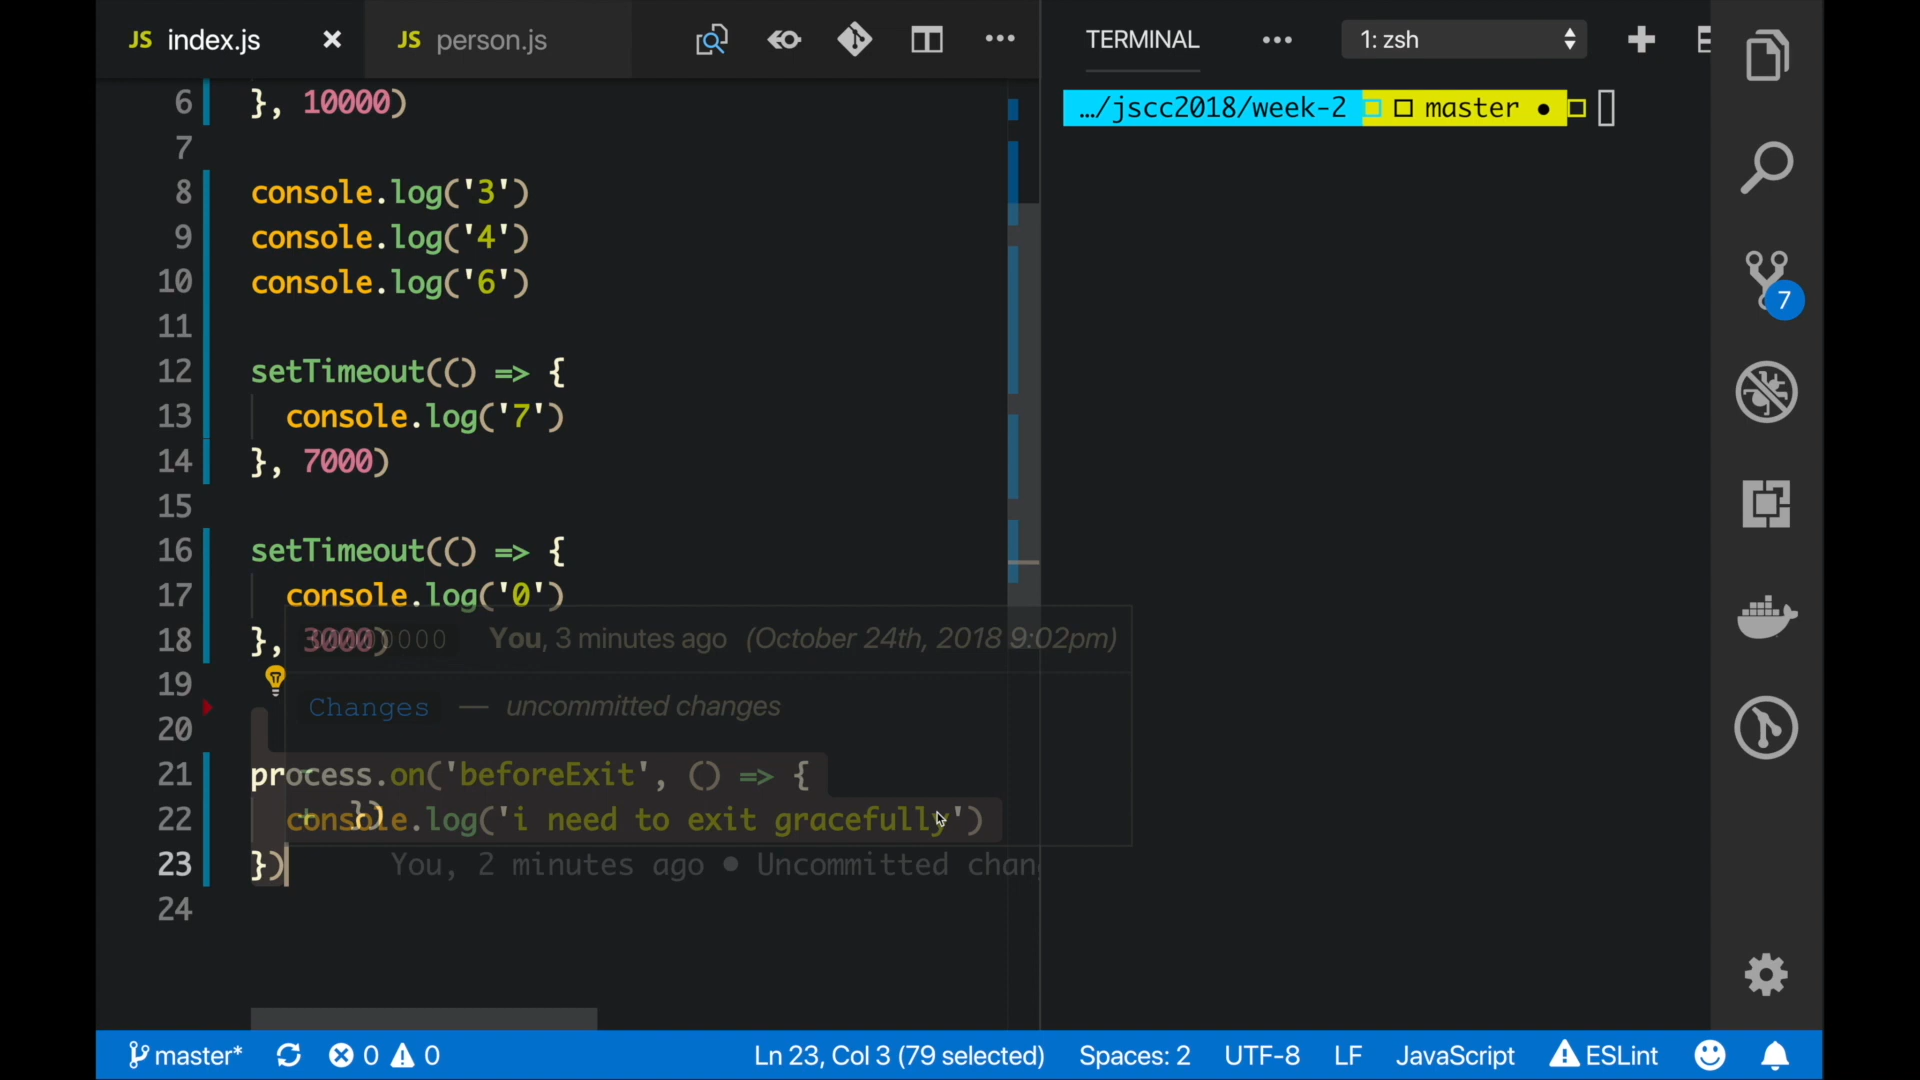 JS index.js JS person.js
TERMINAL 1: zsh
6 }, 10000)
7
8 console.log('3')
9 console.log('4')
10 console.log('6')
11
12 setTimeout(() => {
13 console.log('7')
14 }, 7000)
15
16 setTimeout(() => {
17 console.log('0')
18 }, 3000)
You, 3 minutes ago (October 24th, 2018 9:02pm)
19
Changes — uncommitted changes
20
21 process.on('beforeExit', () => {
22 console.log('i need to exit gracefully')
23 }) You, 2 minutes ago • Uncommitted chan
24
…/jscc2018/week-2 master •
7
master* 0 0 Ln 23, Col 3 (79 selected) Spaces: 2 UTF-8 LF JavaScript ESLint